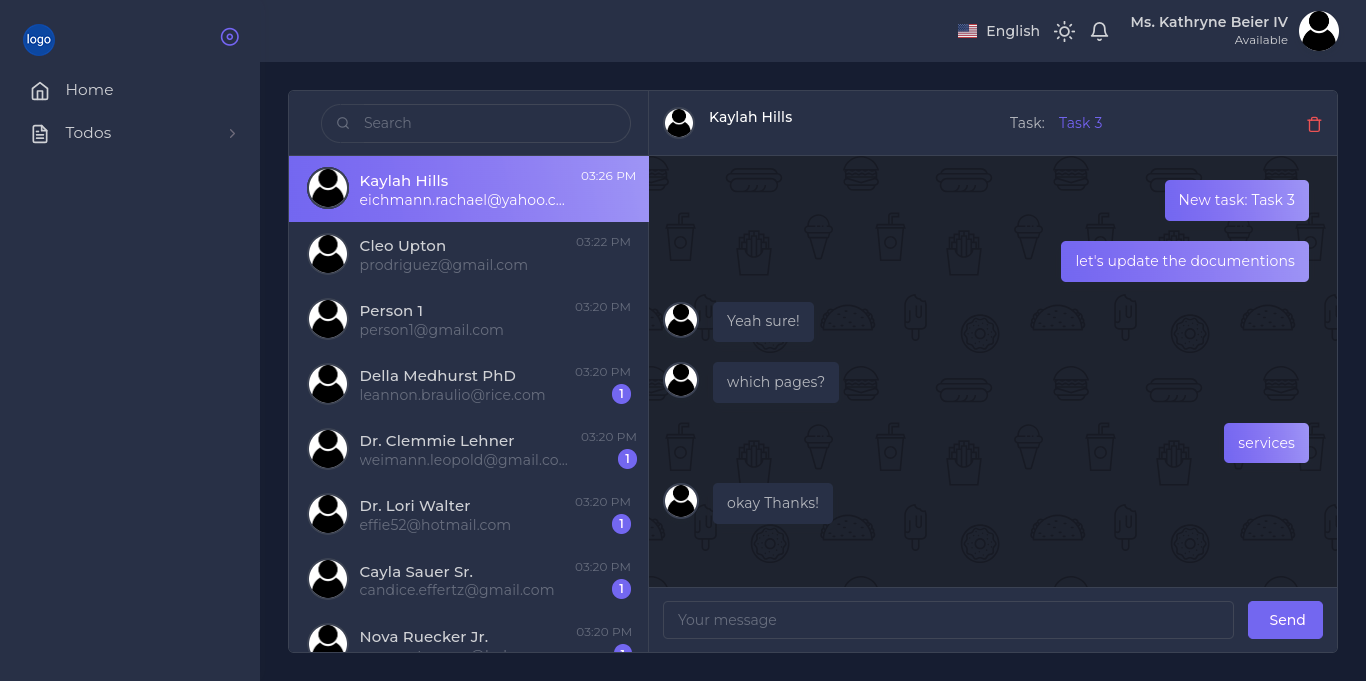 logo
English
Ms. Kathryne Beier IV
Available
Home
Todos
Search
Kaylah Hills
03:26 PM
eichmann.rachael@yahoo.c...
Cleo Upton
03:22 PM
prodriguez@gmail.com
Person 1
03:20 PM
person1@gmail.com
Della Medhurst PhD
03:20 PM
leannon.braulio@rice.com
1
Dr. Clemmie Lehner
03:20 PM
weimann.leopold@gmail.co...
1
Dr. Lori Walter
03:20 PM
effie52@hotmail.com
1
Cayla Sauer Sr.
03:20 PM
candice.effertz@gmail.com
1
Nova Ruecker Jr.
03:20 PM
1
Kaylah Hills
Task: Task 3
New task: Task 3
let's update the documentions
Yeah sure!
which pages?
services
okay Thanks!
Your message
Send